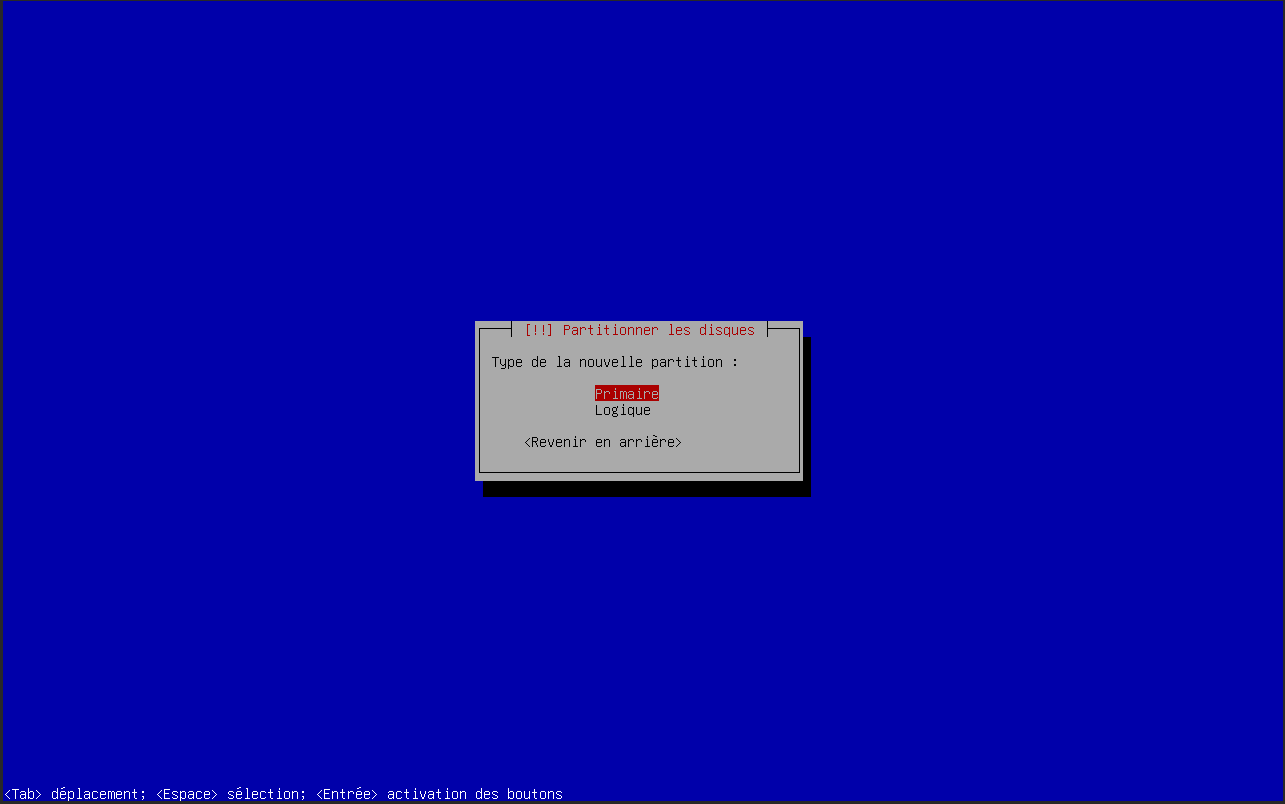 [!!] Partitionner les disques
Type de la nouvelle partition :
Primaire
Logique
<Revenir en arrière>
<Tab> déplacement; <Espace> sélection; <Entrée> activation des boutons